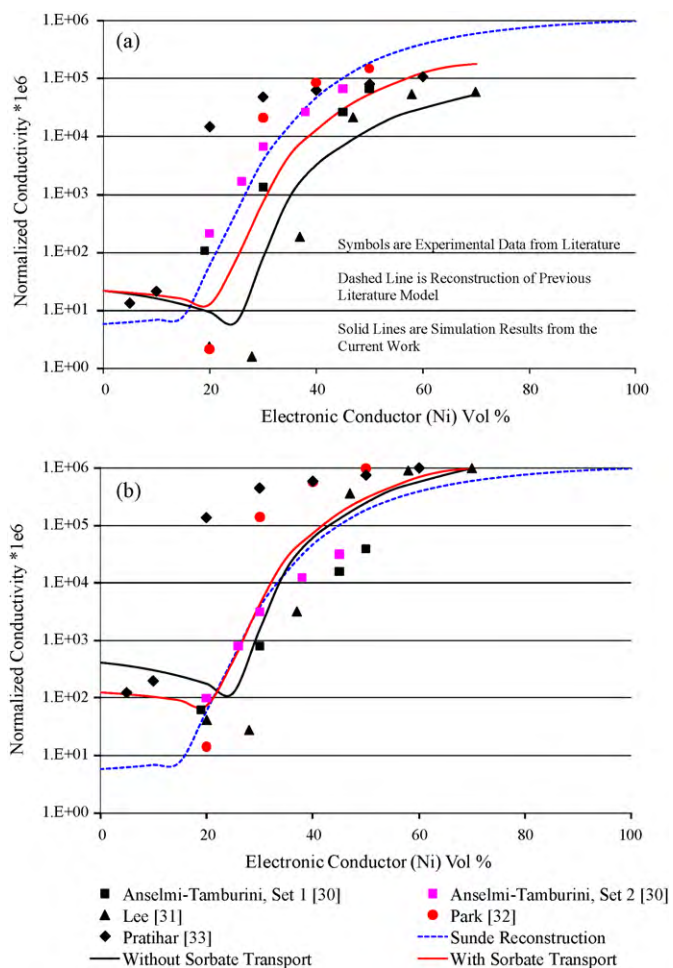 (a)
1.E+06
1.E+05
1.E+04
1.E+03
1.E+02
1.E+01
1.E+00
Normalized Conductivity *1e6
Symbols are Experimental Data from Literature
Dashed Line is Reconstruction of Previous
Literature Model
Solid Lines are Simulation Results from the
Current Work
0 20 40 60 80 100
Electronic Conductor (Ni) Vol %
(b)
1.E+06
1.E+05
1.E+04
1.E+03
1.E+02
1.E+01
1.E+00
Normalized Conductivity *1e6
0 20 40 60 80 100
Electronic Conductor (Ni) Vol %
Anselmi-Tamburini, Set 1 [30] Anselmi-Tamburini, Set 2 [30]
Lee [31] Park [32]
Pratihar [33] Sunde Reconstruction
Without Sorbate Transport With Sorbate Transport